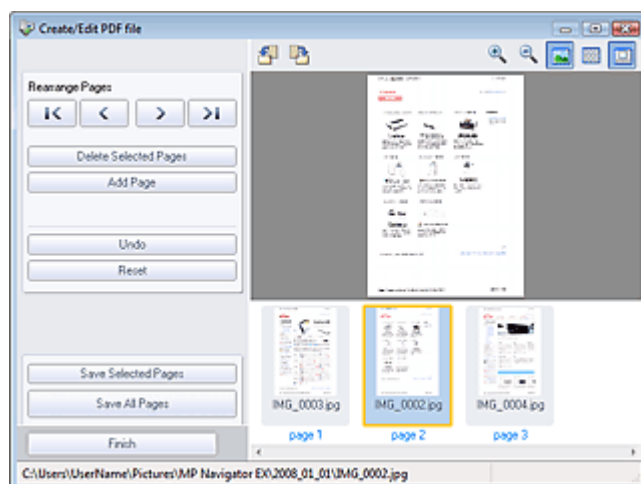 Create/Edit PDF file
Rearrange Pages
Delete Selected Pages
Add Page
Undo
Reset
Save Selected Pages
Save All Pages
Finish
IMG_0003.jpg
IMG_0002.jpg
IMG_0004.jpg
page 1
page 2
page 3
C:\Users\UserName\Pictures\MP Navigator EX\2008_01_01\IMG_0002.jpg